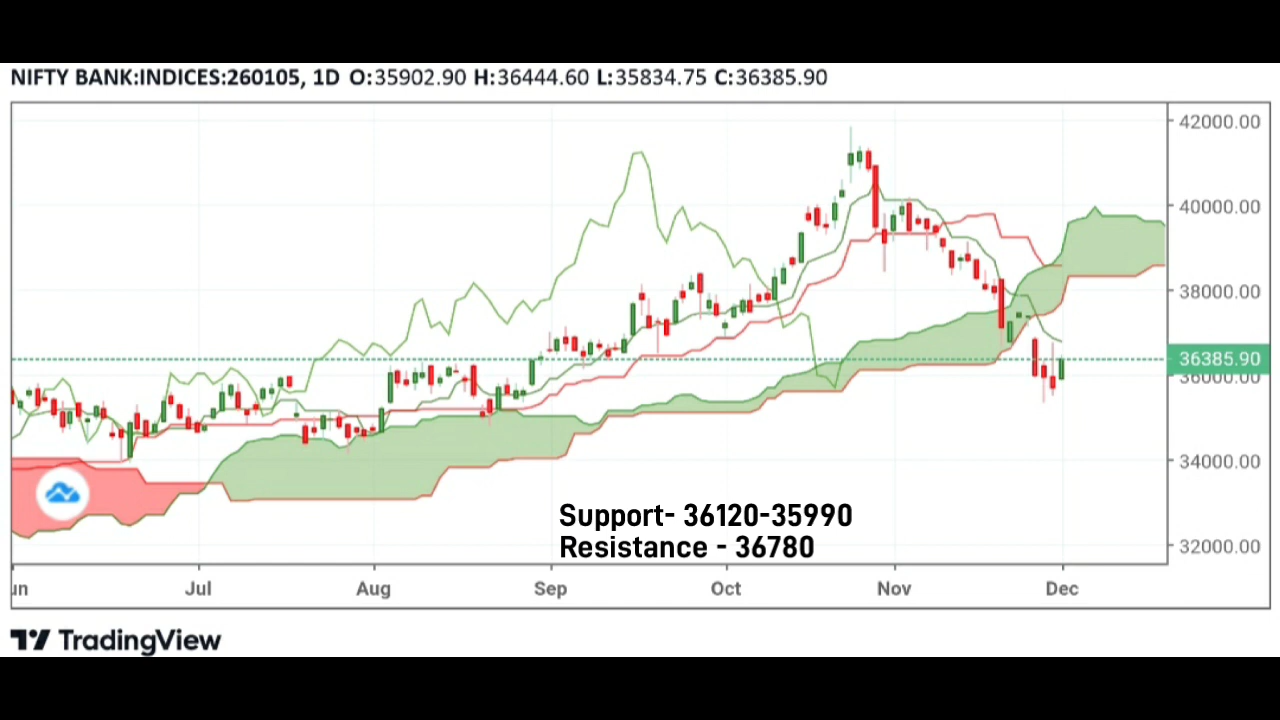 NIFTY BANK:INDICES:260105, 1D O:35902.90 H:36444.60 L:35834.75 C:36385.90
42000.00
40000.00
38000.00
36385.90
36000.00
34000.00
32000.00
Support- 36120-35990
Resistance - 36780
un Jul Aug Sep Oct Nov Dec
TradingView